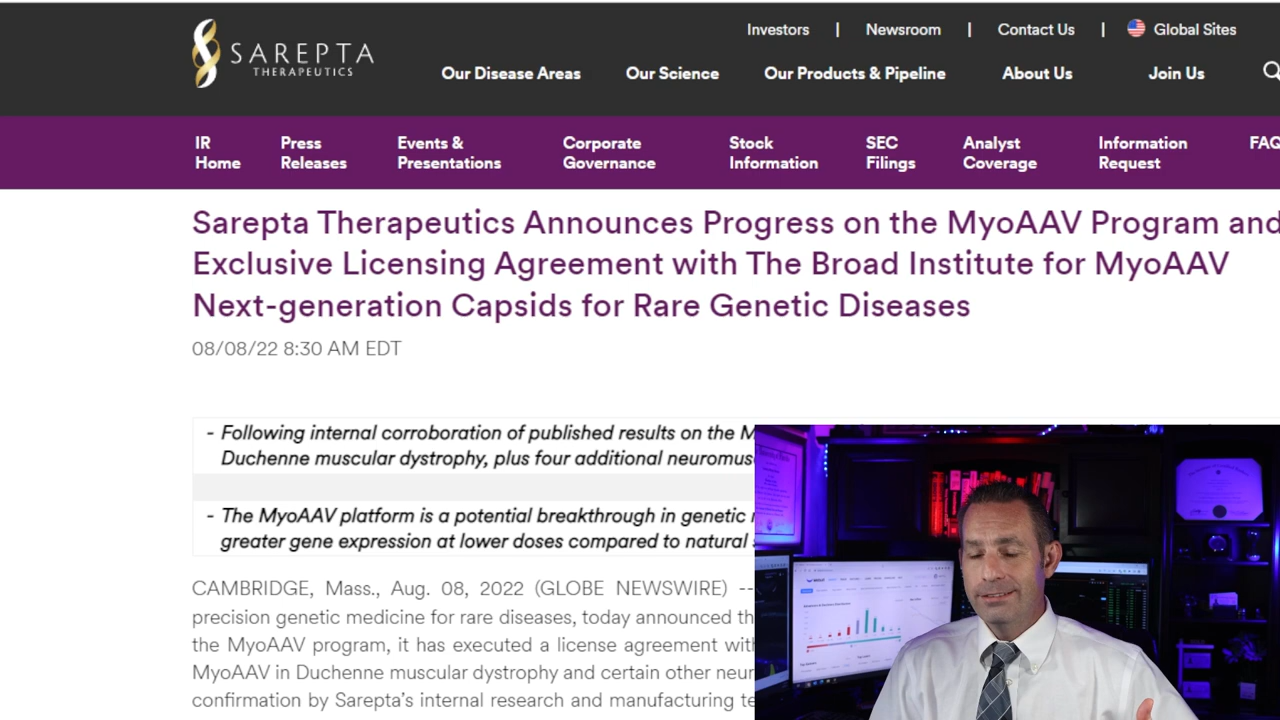 Investors | Newsroom | Contact Us | Global Sites
SAREPTA
THERAPEUTICS
Our Disease Areas Our Science Our Products & Pipeline About Us Join Us
IR Home
Press Releases
Events & Presentations
Corporate Governance
Stock Information
SEC Filings
Analyst Coverage
Information Request
FAQ
Sarepta Therapeutics Announces Progress on the MyoAAV Program and
Exclusive Licensing Agreement with The Broad Institute for MyoAAV
Next-generation Capsids for Rare Genetic Diseases
08/08/22 8:30 AM EDT
- Following internal corroboration of published results on the
Duchenne muscular dystrophy, plus four additional
- The MyoAAV platform is a potential breakthrough in genetic
greater gene expression at lower doses compared to natural
CAMBRIDGE, Mass., Aug. 08, 2022 (GLOBE NEWSWIRE) --
precision genetic medicine for rare diseases, today announced
the MyoAAV program, it has executed a license agreement
MyoAAV in Duchenne muscular dystrophy and certain other
confirmation by Sarepta's internal research and manufacturing